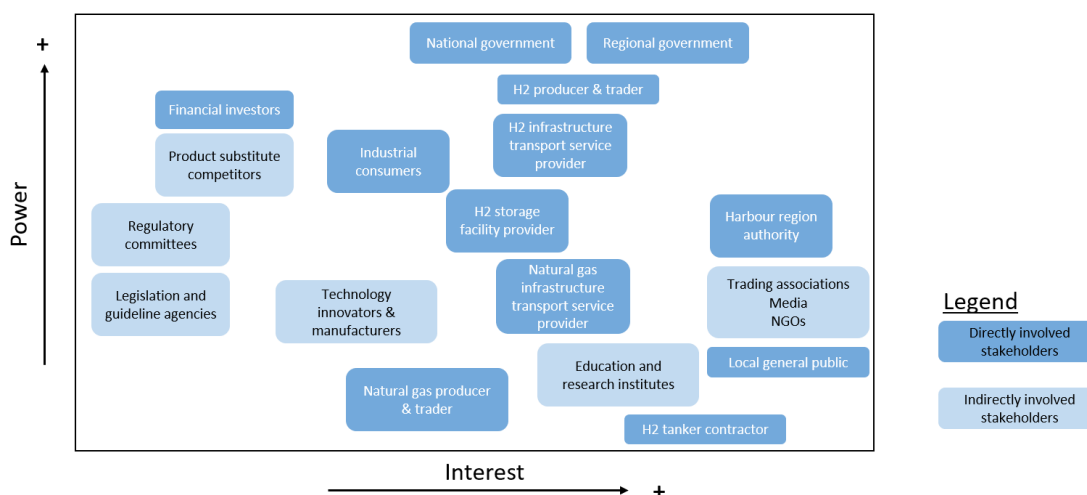 +
Power
National government
Regional government
H2 producer & trader
Financial investors
H2 infrastructure
transport service
provider
Product substitute
competitors
Industrial
consumers
H2 storage
facility provider
Harbour region
authority
Regulatory
committees
Natural gas
infrastructure
transport service
provider
Trading associations
Media
NGOs
Legislation and
guideline agencies
Technology
innovators &
manufacturers
Education and
research institutes
Local general public
Natural gas producer
& trader
H2 tanker contractor
Interest
+
Legend
Directly involved
stakeholders
Indirectly involved
stakeholders